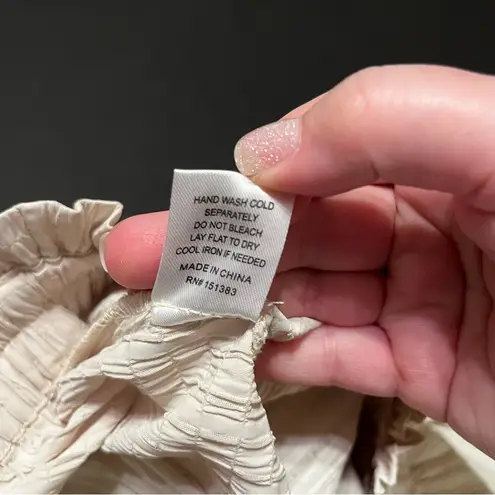 HAND WASH COLD
SEPARATELY
DO NOT BLEACH
LAY FLAT TO DRY
COOL IRON IF NEEDED
MADE IN CHINA
RN# 151383